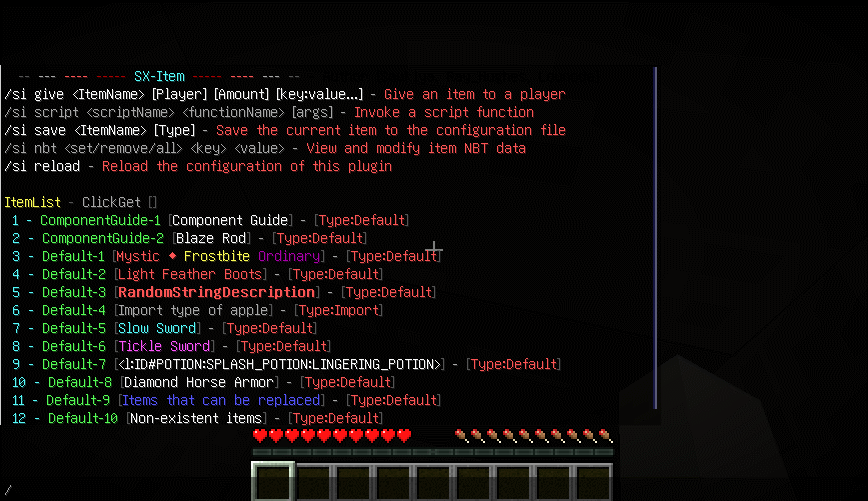 -- --- ---- ----- SX-Item ----- ---- --- --
/si give <ItemName> [Player] [Amount] [key:value...] - Give an item to a player
/si script <scriptName> <functionName> [args] - Invoke a script function
/si save <ItemName> [Type] - Save the current item to the configuration file
/si nbt <set/remove/all> <key> <value> - View and modify item NBT data
/si reload - Reload the configuration of this plugin
ItemList - ClickGet []
1 - ComponentGuide-1 [Component Guide] - [Type:Default]
2 - ComponentGuide-2 [Blaze Rod] - [Type:Default]
3 - Default-1 [Mystic ♦ Frostbite Ordinary] - [Type:Default]
4 - Default-2 [Light Feather Boots] - [Type:Default]
5 - Default-3 [RandomStringDescription] - [Type:Default]
6 - Default-4 [Import type of apple] - [Type:Import]
7 - Default-5 [Slow Sword] - [Type:Default]
8 - Default-6 [Tickle Sword] - [Type:Default]
9 - Default-7 [<l:ID#POTION:SPLASH_POTION:LINGERING_POTION>] - [Type:Default]
10 - Default-8 [Diamond Horse Armor] - [Type:Default]
11 - Default-9 [Items that can be replaced] - [Type:Default]
12 - Default-10 [Non-existent items] - [Type:Default]
/